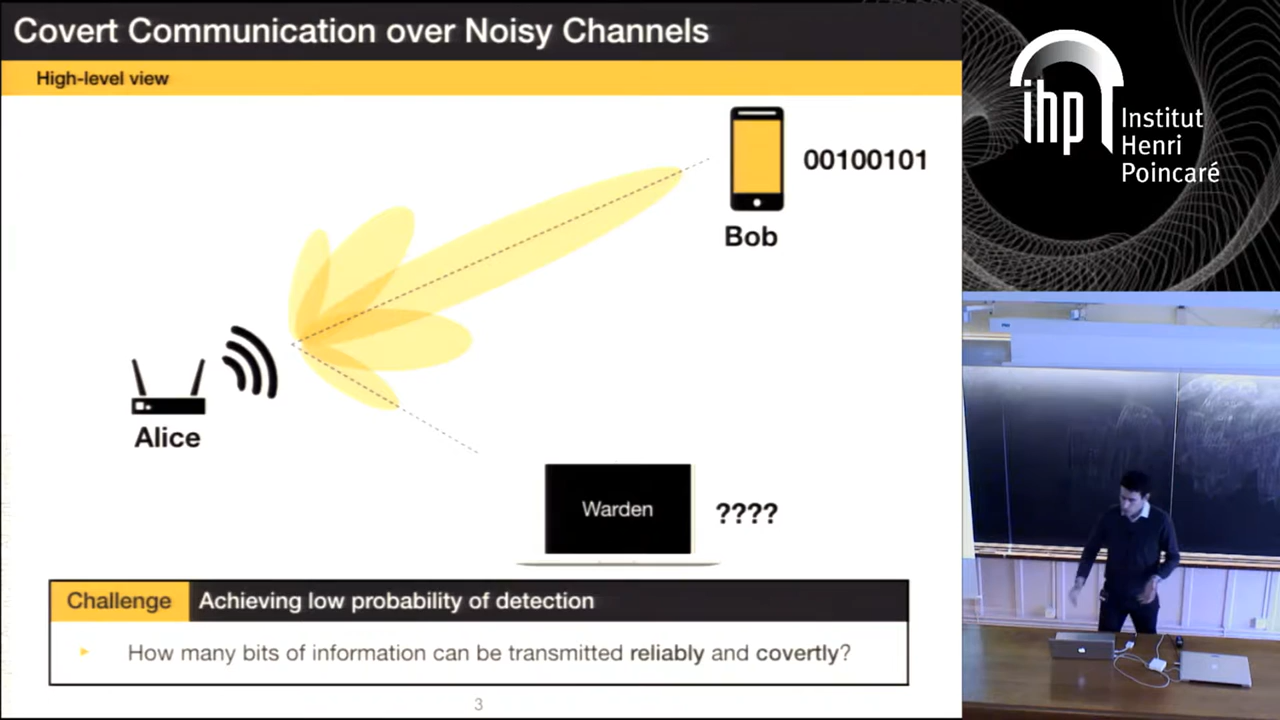 Covert Communication over Noisy Channels
High-level view
00100101
Bob
Alice
Warden
????
Challenge
Achieving low probability of detection
How many bits of information can be transmitted reliably and covertly?
3
ihp
Institut
Henri
Poincaré